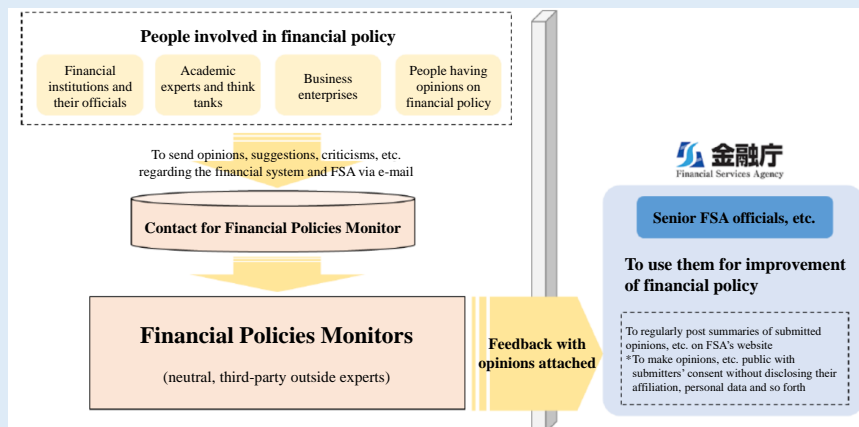 People involved in financial policy
Financial
institutions and
their officials
Academic
experts and think
tanks
Business
enterprises
People having
opinions on
financial policy
To send opinions, suggestions, criticisms, etc.
regarding the financial system and FSA via e-mail
Contact for Financial Policies Monitor
Financial Policies Monitors
(neutral, third-party outside experts)
Feedback with
opinions attached
金融庁
Financial Services Agency
Senior FSA officials, etc.
To use them for improvement
of financial policy
To regularly post summaries of submitted
opinions, etc. on FSA's website
*To make opinions, etc. public with
submitters' consent without disclosing their
affiliation, personal data and so forth